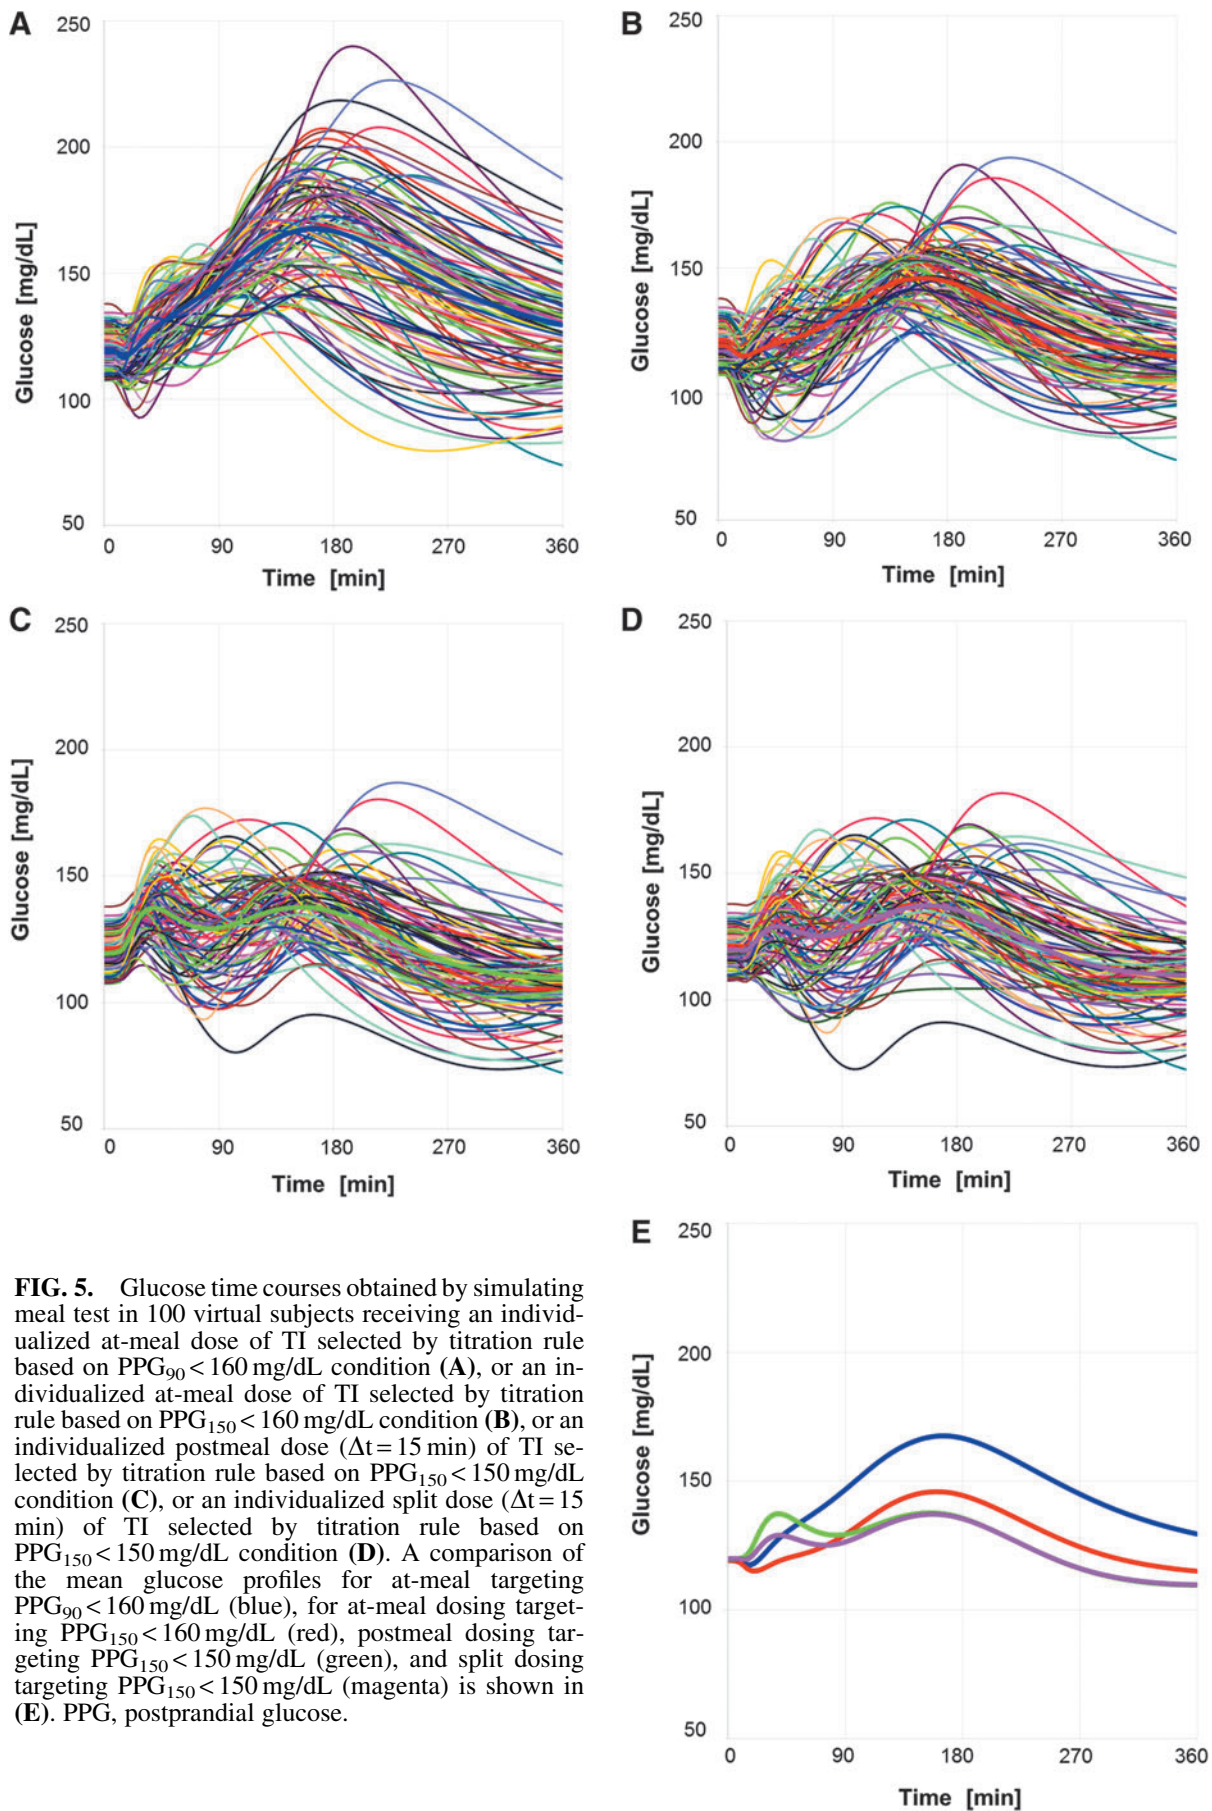 A
250
200
150
100
50
Glucose [mg/dL]
0 90 180 270 360
Time [min]
B
250
200
150
100
50
Glucose [mg/dL]
0 90 180 270 360
Time [min]
C
250
200
150
100
50
Glucose [mg/dL]
0 90 180 270 360
Time [min]
D
250
200
150
100
50
Glucose [mg/dL]
0 90 180 270 360
Time [min]
FIG. 5. Glucose time courses obtained by simulating
meal test in 100 virtual subjects receiving an individ-
ualized at-meal dose of TI selected by titration rule
based on PPG90 < 160 mg/dL condition (A), or an in-
dividualized at-meal dose of TI selected by titration
rule based on PPG150 < 160 mg/dL condition (B), or an
individualized postmeal dose (Δt = 15 min) of TI se-
lected by titration rule based on PPG150 < 150 mg/dL
condition (C), or an individualized split dose (Δt = 15
min) of TI selected by titration rule based on
PPG150 < 150 mg/dL condition (D). A comparison of
the mean glucose profiles for at-meal targeting
PPG90 < 160 mg/dL (blue), for at-meal dosing target-
ing PPG150 < 160 mg/dL (red), postmeal dosing tar-
geting PPG150 < 150 mg/dL (green), and split dosing
targeting PPG150 < 150 mg/dL (magenta) is shown in
(E). PPG, postprandial glucose.
E
250
200
150
100
50
Glucose [mg/dL]
0 90 180 270 360
Time [min]